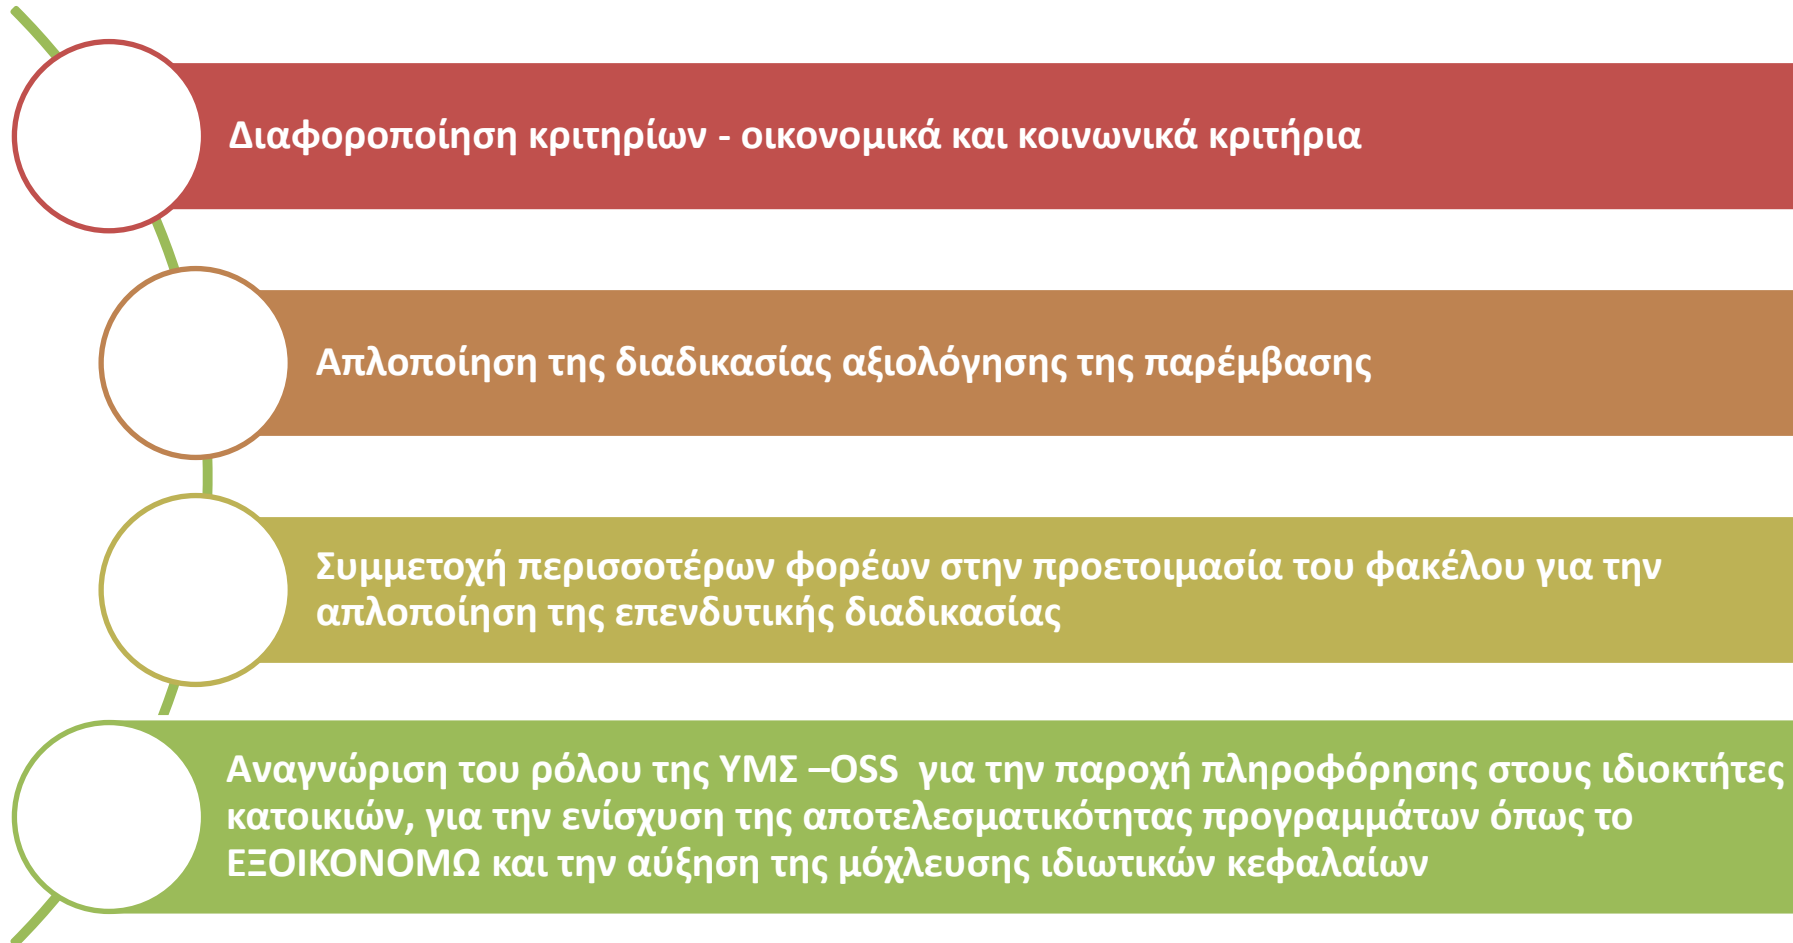 Διαφοροποίηση κριτηρίων - οικονομικά και κοινωνικά κριτήρια
Απλοποίηση της διαδικασίας αξιολόγησης της παρέμβασης
Συμμετοχή περισσοτέρων φορέων στην προετοιμασία του φακέλου για την
απλοποίηση της επενδυτικής διαδικασίας
Αναγνώριση του ρόλου της ΥΜΣ –OSS για την παροχή πληροφόρησης στους ιδιοκτήτες
κατοικιών, για την ενίσχυση της αποτελεσματικότητας προγραμμάτων όπως το
ΕΞΟΙΚΟΝΟΜΩ και την αύξηση της μόχλευσης ιδιωτικών κεφαλαίων